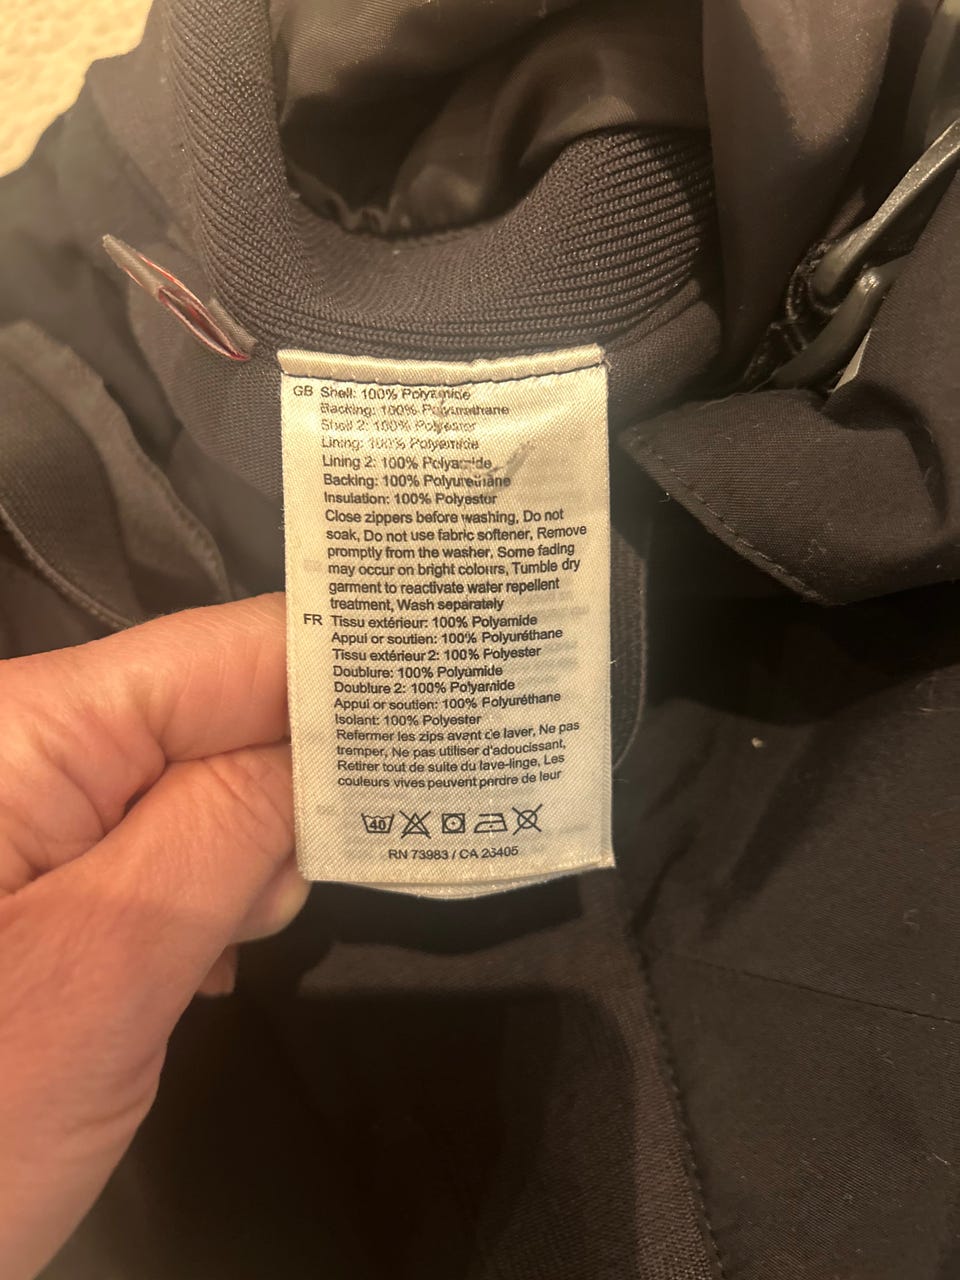 GB Shell: 100% Polyamide
Backing: 100% Polyurethane
Shell 2: 100% Polyester
Lining: 100% Polyamide
Lining 2: 100% Polyamide
Backing: 100% Polyurethane
Insulation: 100% Polyester
Close zippers before washing, Do not
soak, Do not use fabric softener, Remove
promptly from the washer, Some fading
may occur on bright colours, Tumble dry
garment to reactivate water repellent
treatment, Wash separately
FR Tissu extérieur: 100% Polyamide
Appui or soutien: 100% Polyuréthane
Tissu extérieur 2: 100% Polyester
Doublure: 100% Polyamide
Doublure 2: 100% Polyamide
Appui or soutien: 100% Polyuréthane
Isolant: 100% Polyester
Refermer les zips avant de laver, Ne pas
tremper, Ne pas utiliser d'adoucissant,
Retirer tout de suite du lave-linge, Les
couleurs vives peuvent perdre de leur
40
RN 73983 / CA 23405